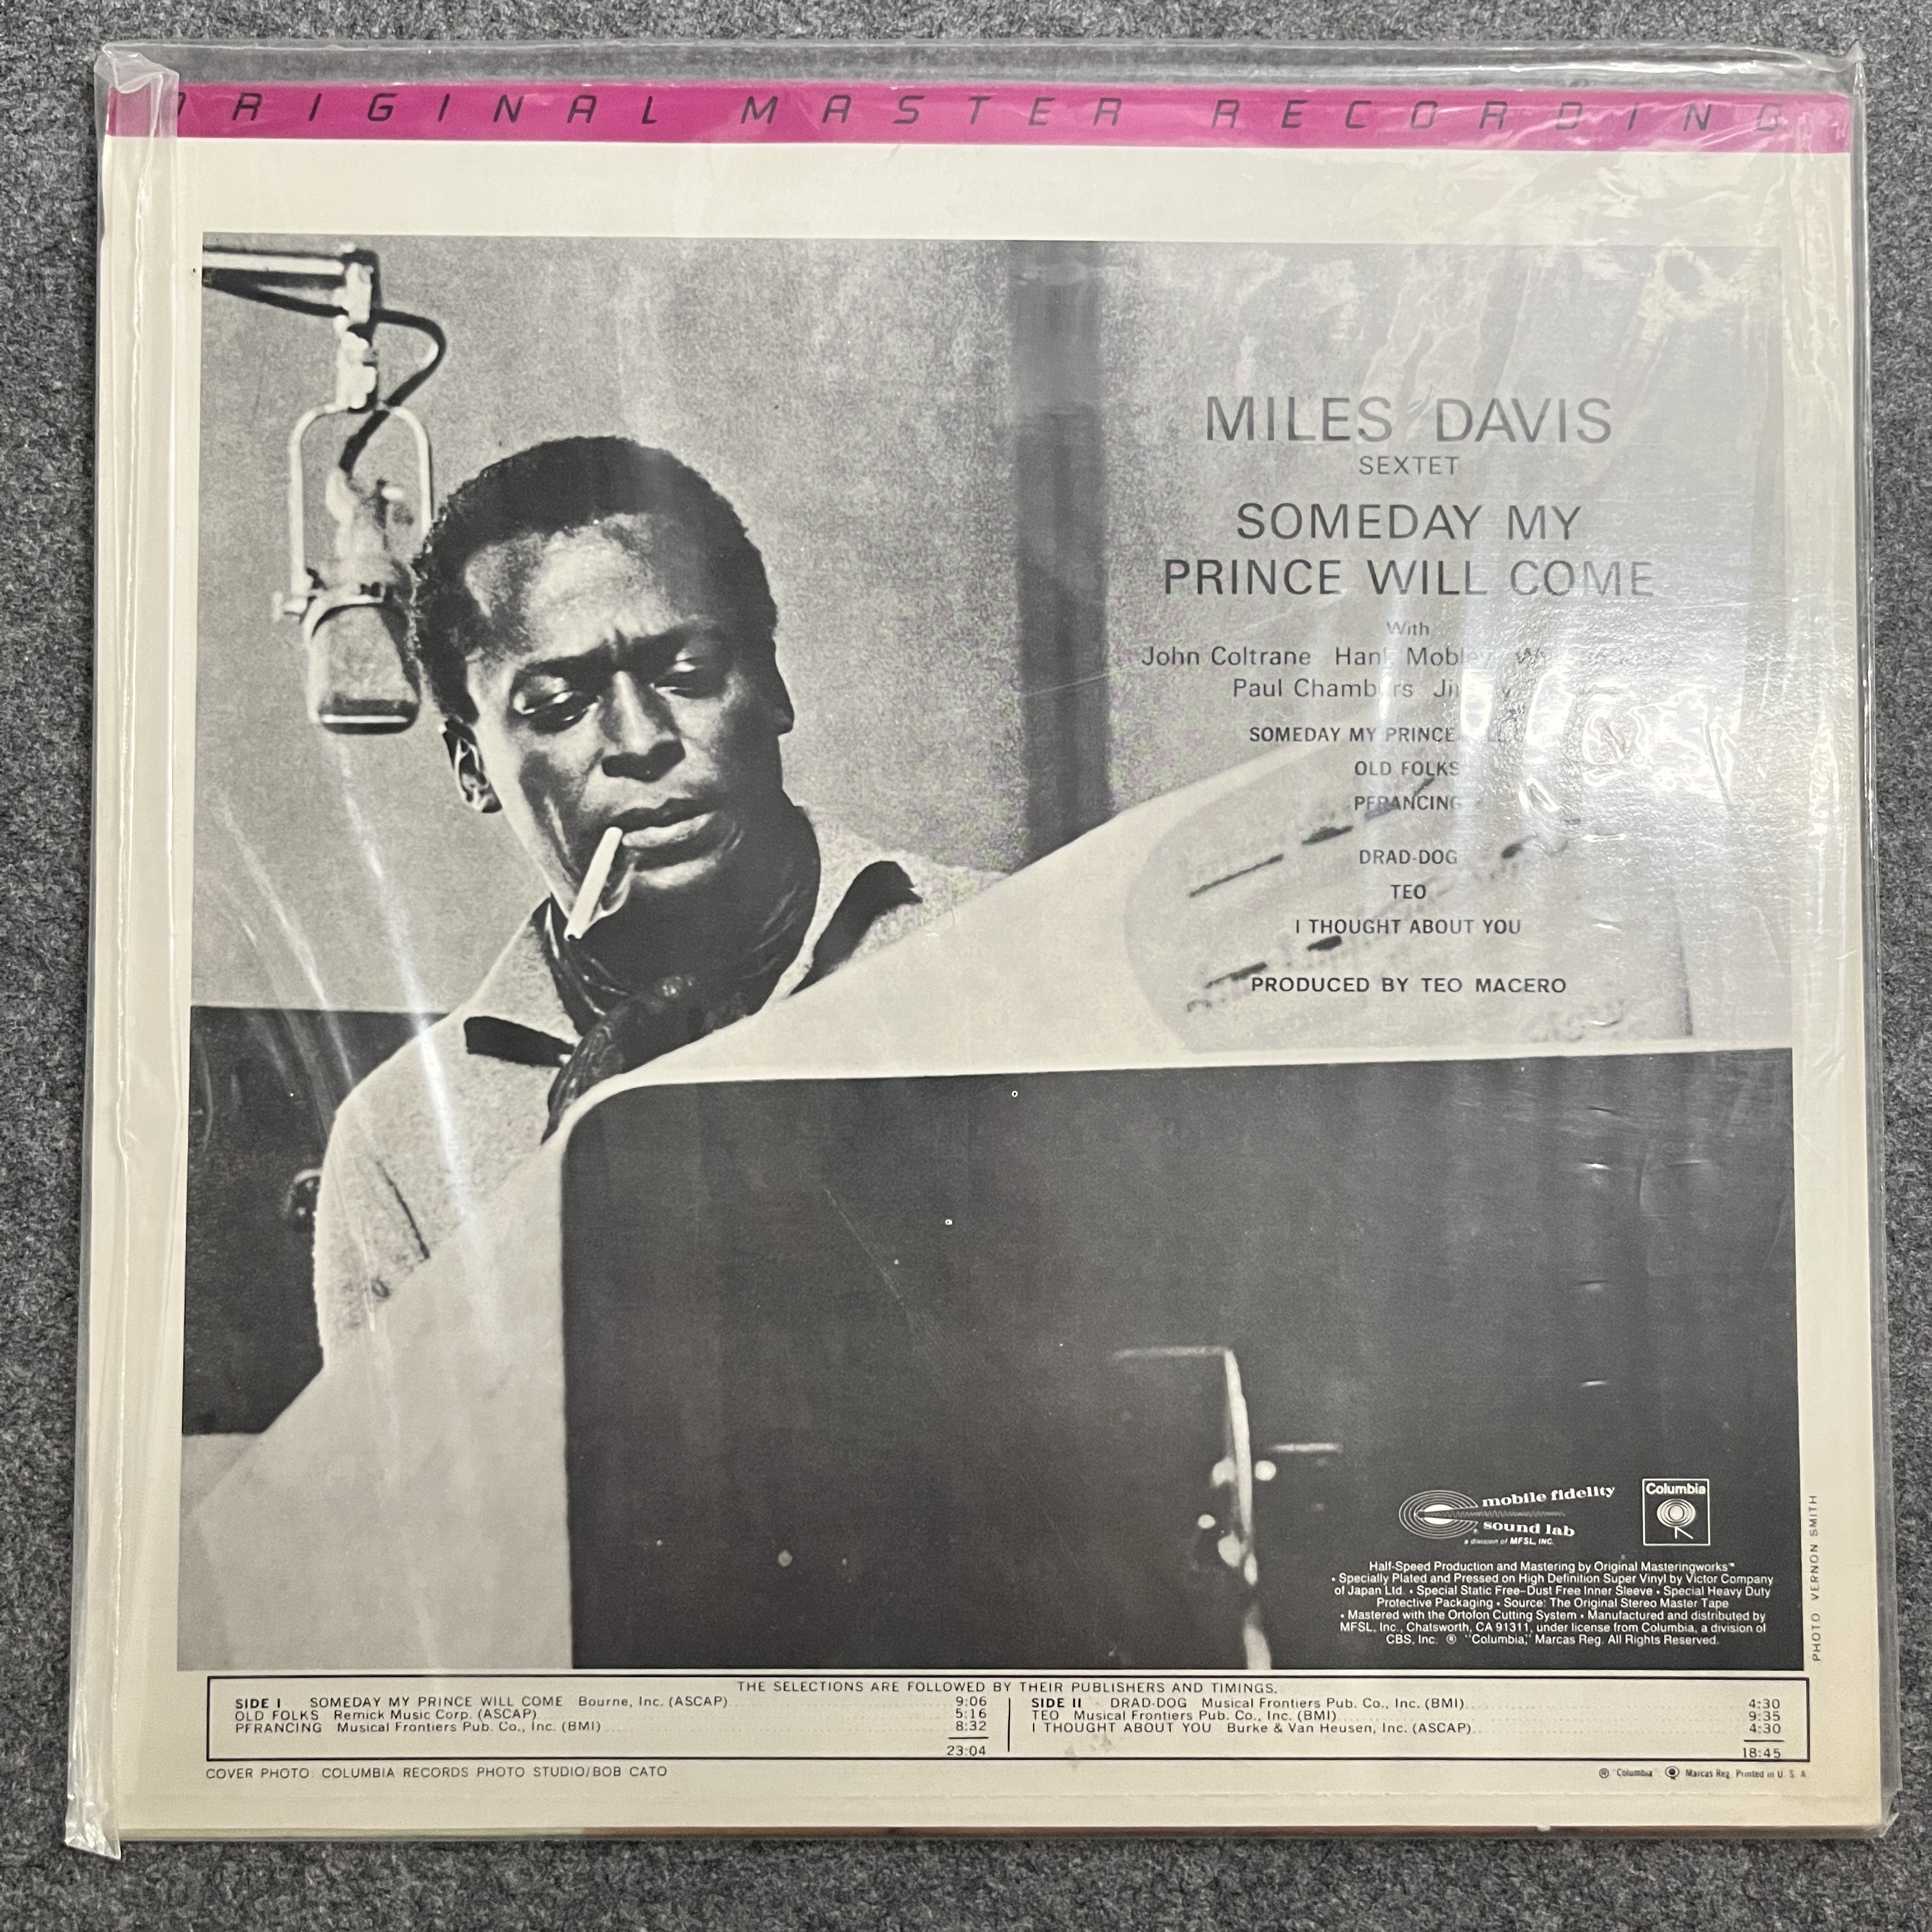 ORIGINAL MASTER RECORDING
MILES DAVIS
SEXTET
SOMEDAY MY
PRINCE WILL COME
With
John Coltrane Hank Mobley
Paul Chambers
SOMEDAY MY PRINCE
OLD FOLKS
PFRANCING
DRAD-DOG
TEO
I THOUGHT ABOUT YOU
PRODUCED BY TEO MACERO
mobile fidelity
sound lab
a division of MFSL, INC.
Columbia
Half-Speed Production and Mastering by Original Masteringworks™
• Specially Plated and Pressed on High Definition Super Vinyl by Victor Company
of Japan Ltd. • Special Static Free-Dust Free Inner Sleeve • Special Heavy Duty
Protective Packaging • Source: The Original Stereo Master Tape
• Mastered with the Ortofon Cutting System • Manufactured and distributed by
MFSL, Inc., Chatsworth, CA 91311, under license from Columbia, a division of
CBS, Inc. ® "Columbia," Marcas Reg. All Rights Reserved.
PHOTO: VERNON SMITH
THE SELECTIONS ARE FOLLOWED BY THEIR PUBLISHERS AND TIMINGS.
SIDE I SOMEDAY MY PRINCE WILL COME Bourne, Inc. (ASCAP) 9:06
OLD FOLKS Remick Music Corp. (ASCAP) 5:16
PFRANCING Musical Frontiers Pub. Co., Inc. (BMI) 8:32
23:04
SIDE II DRAD-DOG Musical Frontiers Pub. Co., Inc. (BMI) 4:30
TEO Musical Frontiers Pub. Co., Inc. (BMI) 9:35
I THOUGHT ABOUT YOU Burke & Van Heusen, Inc. (ASCAP) 4:30
18:45
COVER PHOTO: COLUMBIA RECORDS PHOTO STUDIO/BOB CATO
® "Columbia" Marcas Reg. Printed in U. S. A.